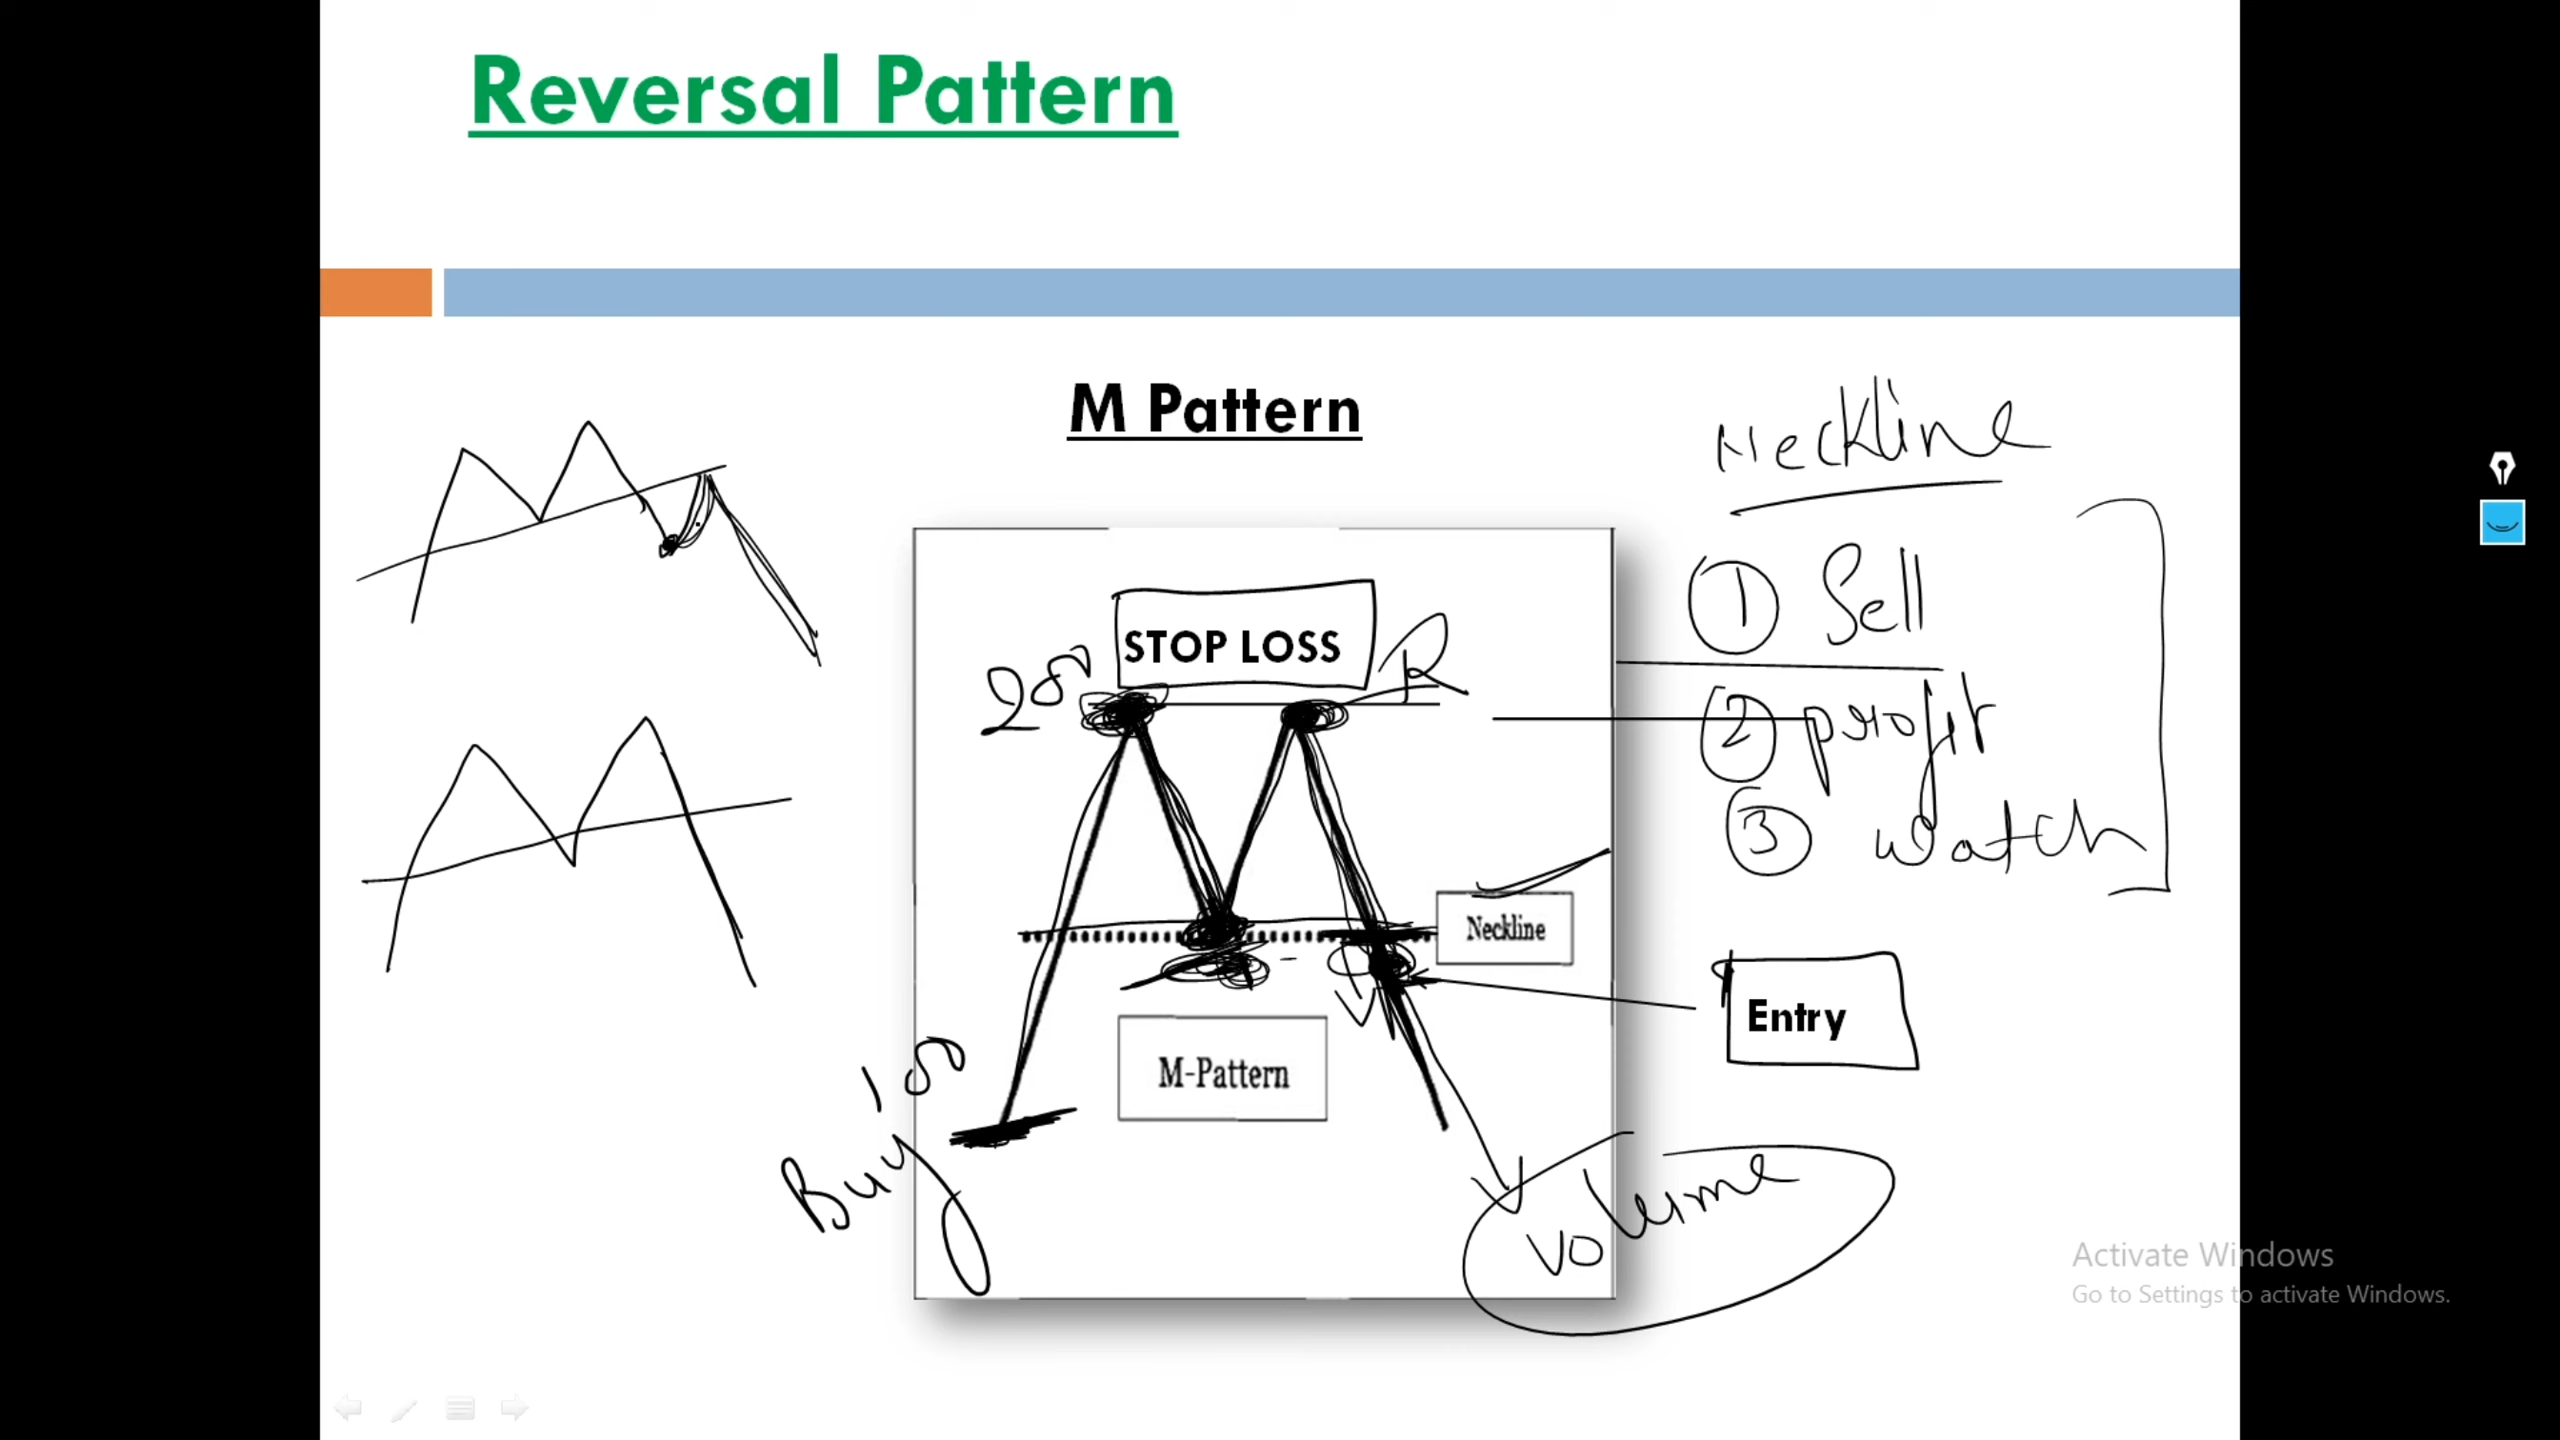 Reversal Pattern
M Pattern
Neckline
① Sell
② profit
③ watch
STOP LOSS
200
R
Neckline
Entry
M-Pattern
Buy 100
Volume
Activate Windows
Go to Settings to activate Windows.